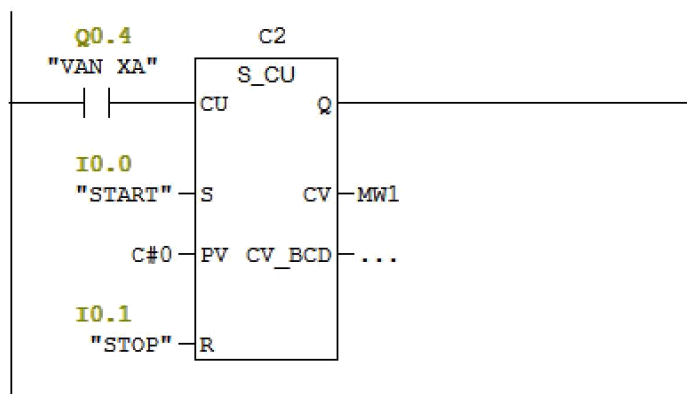 Q0.4
C2
"VAN XA"
S_CU
CU
Q
I0.0
"START"
S
CV
MW1
C#0
PV
CV_BCD
...
I0.1
"STOP"
R